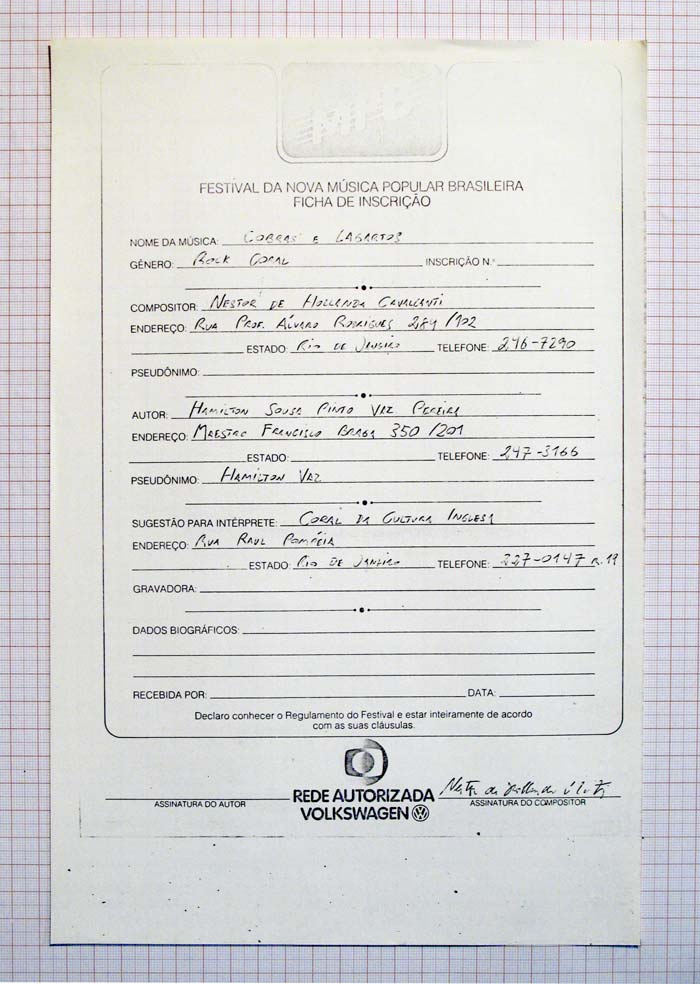 MPB
FESTIVAL DA NOVA MÚSICA POPULAR BRASILEIRA
FICHA DE INSCRIÇÃO
NOME DA MÚSICA: COBRAS E LAGARTOS
GÊNERO: ROCK CORAL INSCRIÇÃO N.º
COMPOSITOR: NESTOR DE HOLLANDA CAVALCANTI
ENDEREÇO: RUA PROF. ÁLVARO RODRIGUES 289/102
ESTADO: RIO DE JANEIRO TELEFONE: 246-7290
PSEUDÔNIMO:
AUTOR: HAMILTON SOUSA PINTO VAZ PEREIRA
ENDEREÇO: MAESTRO FRANCISCO BRAGA 350/201
ESTADO: TELEFONE: 247-3166
PSEUDÔNIMO: HAMILTON VAZ
SUGESTÃO PARA INTÉRPRETE: CORAL DA CULTURA INGLESA
ENDEREÇO: RUA RAUL POMPÉIA
ESTADO: RIO DE JANEIRO TELEFONE: 227-0147 R. 19
GRAVADORA:
DADOS BIOGRÁFICOS:
RECEBIDA POR: DATA:
Declaro conhecer o Regulamento do Festival e estar inteiramente de acordo
com as suas cláusulas.
ASSINATURA DO AUTOR
REDE AUTORIZADA
VOLKSWAGEN
ASSINATURA DO COMPOSITOR